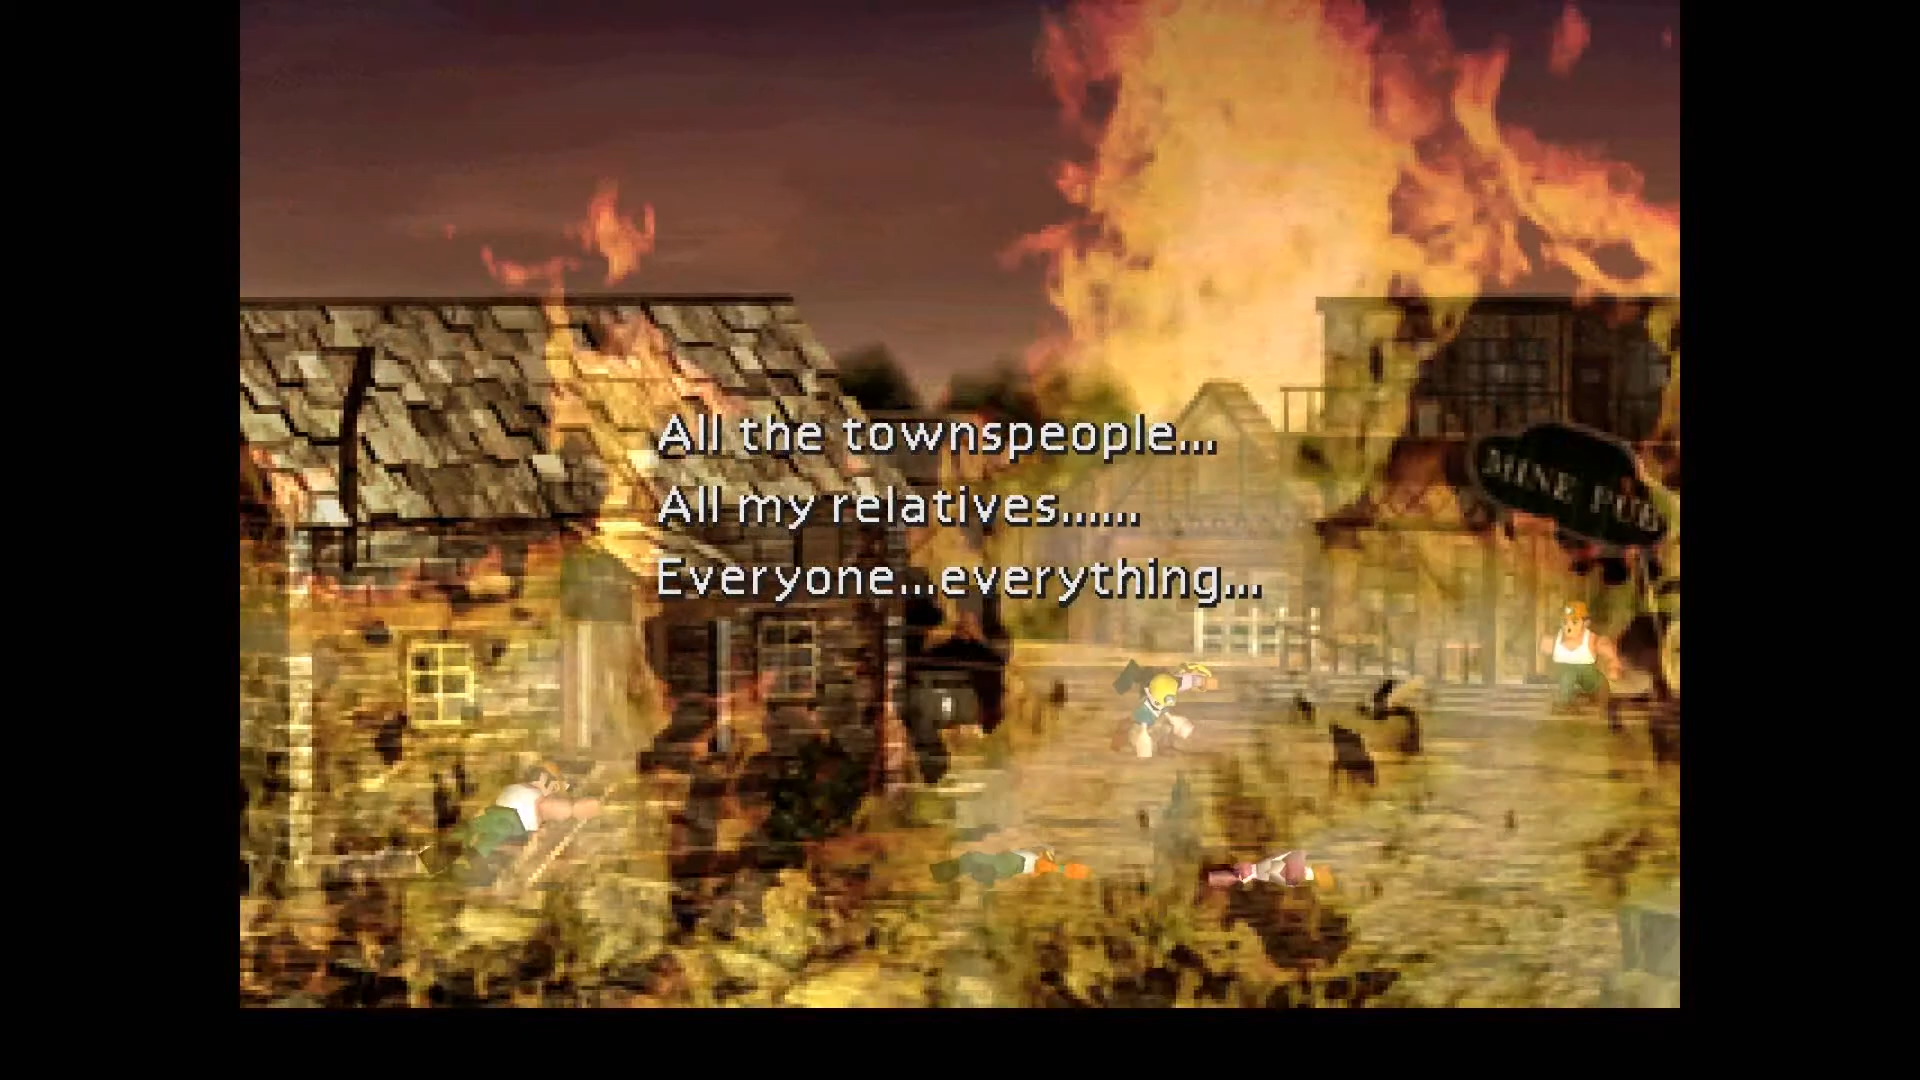 All the townspeople...
All my relatives......
Everyone...everything...
MINE PUB